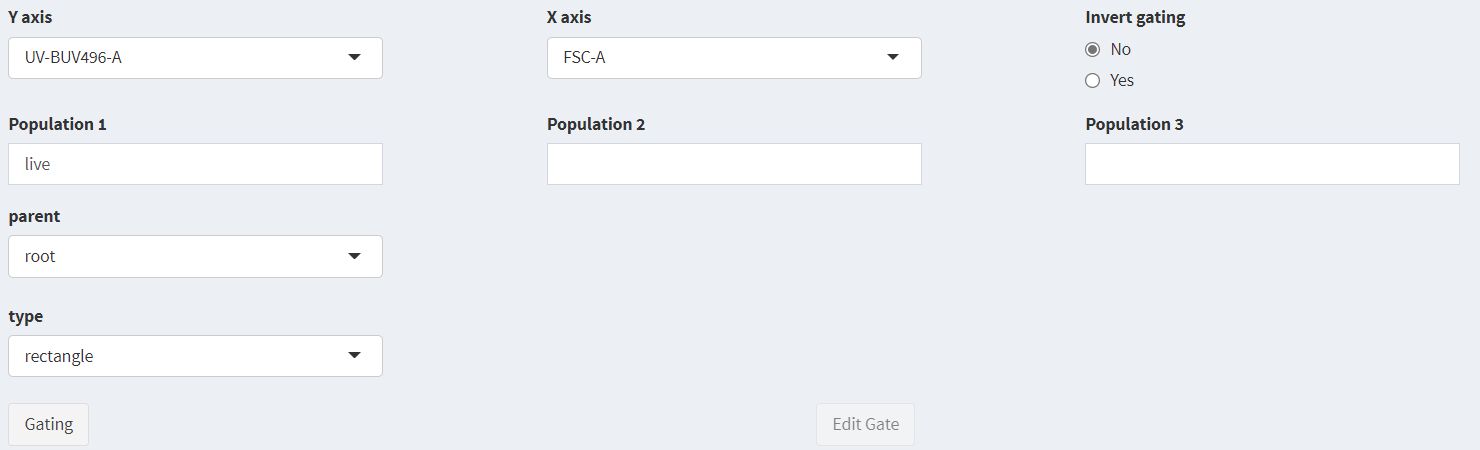 Y axis
X axis
Invert gating
UV-BUV496-A
FSC-A
No
Yes
Population 1
Population 2
Population 3
live
parent
root
type
rectangle
Gating
Edit Gate